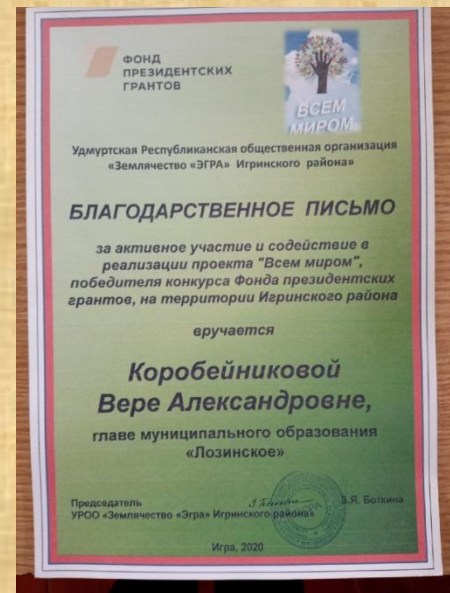 ФОНД
ПРЕЗИДЕНТСКИХ
ГРАНТОВ
ВСЕМ
МИРОМ
Удмуртская Республиканская общественная организация
«Землячество «ЭГРА» Игринского района»
БЛАГОДАРСТВЕННОЕ ПИСЬМО
за активное участие и содействие в
реализации проекта "Всем миром",
победителя конкурса Фонда президентских
грантов, на территории Игринского района
вручается
Коробейниковой
Вере Александровне,
главе муниципального образования
«Лозинское»
Председатель
УРОО «Землячество «Эгра» Игринского района»
З.Я. Боткина
Игра, 2020